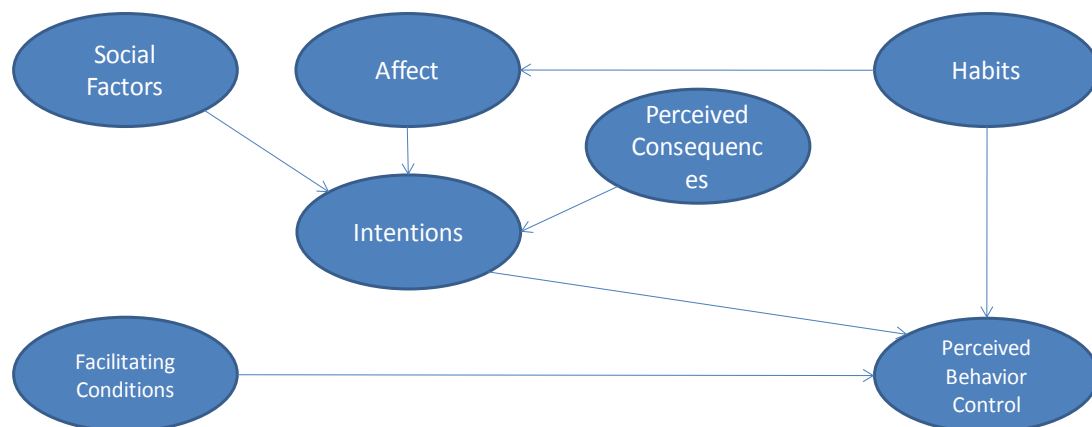 Social
Factors
Affect
Habits
Perceived
Consequenc
es
Intentions
Facilitating
Conditions
Perceived
Behavior
Control